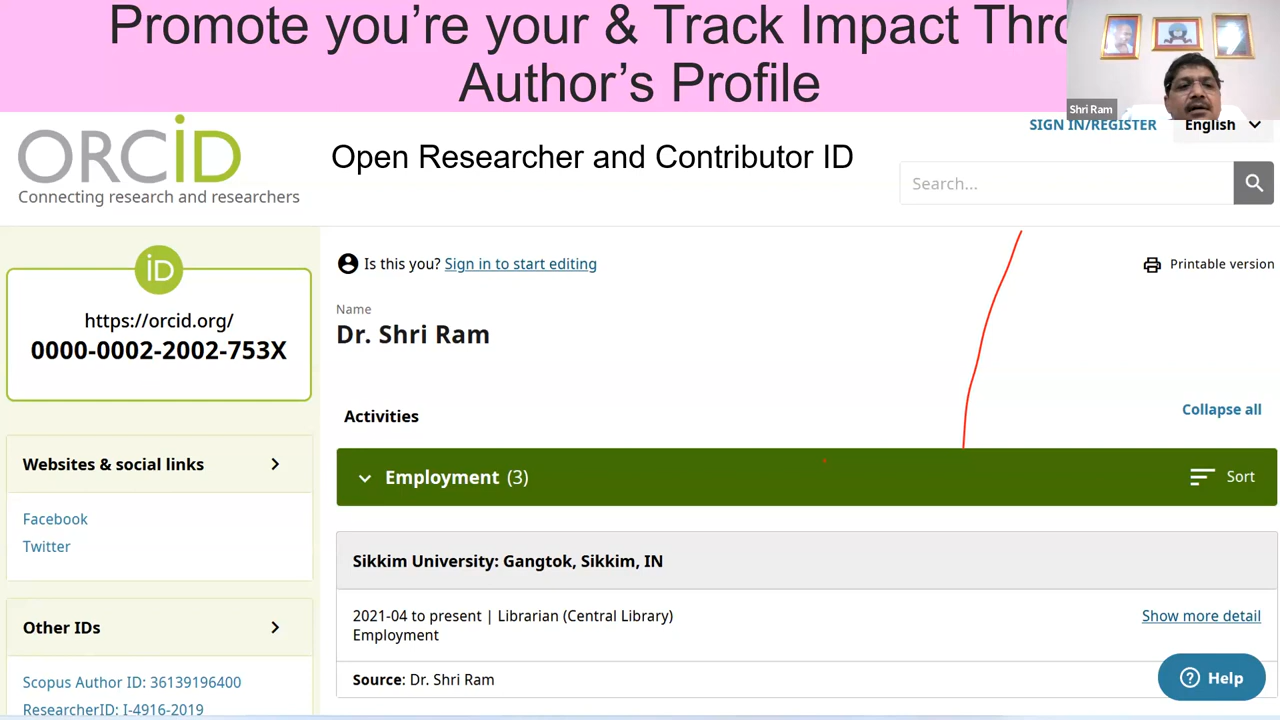 Promote you’re your & Track Impact Thro
Author’s Profile
Shri Ram
ORCID
Connecting research and researchers
Open Researcher and Contributor ID
SIGN IN/REGISTER
English
Search...
iD
https://orcid.org/
0000-0002-2002-753X
Is this you? Sign in to start editing
Printable version
Name
Dr. Shri Ram
Activities
Collapse all
Employment (3)
Sort
Websites & social links
Facebook
Twitter
Sikkim University: Gangtok, Sikkim, IN
2021-04 to present | Librarian (Central Library)
Employment
Show more detail
Source: Dr. Shri Ram
Other IDs
Scopus Author ID: 36139196400
ResearcherID: I-4916-2019
? Help